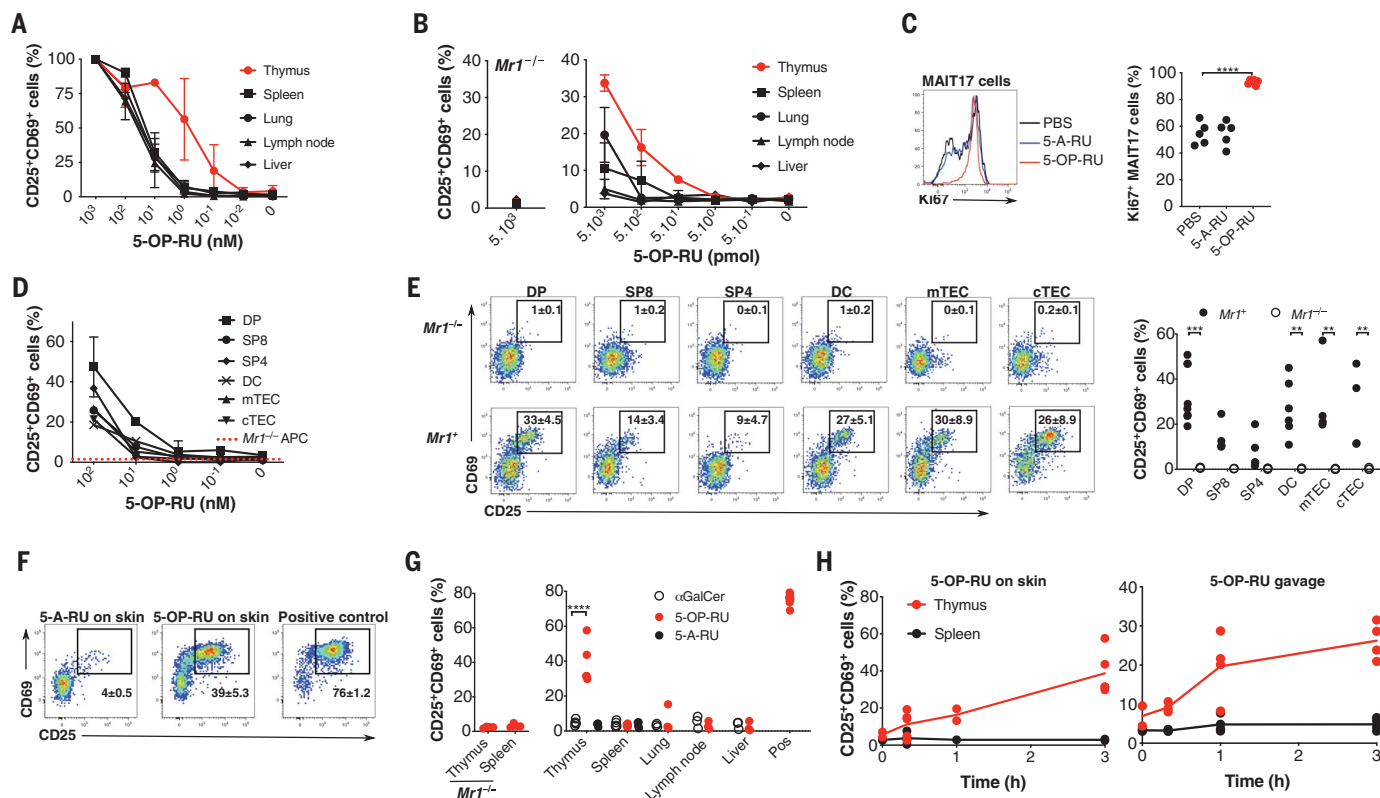 A
CD25+CD69+ cells (%)
100
75
50
25
0
10³
10²
10¹
10⁰
10⁻¹
10⁻²
0
5-OP-RU (nM)
Thymus
Spleen
Lung
Lymph node
Liver
B
CD25+CD69+ cells (%)
40
30
20
10
0
Mr1−/−
5.10³
40
30
20
10
0
5.10³
5.10²
5.10¹
5.10⁰
5.10⁻¹
0
5-OP-RU (pmol)
Thymus
Spleen
Lung
Lymph node
Liver
C
MAIT17 cells
PBS
5-A-RU
5-OP-RU
Ki67
Ki67+ MAIT17 cells (%)
100
80
60
40
20
0
****
PBS
5-A-RU
5-OP-RU
D
CD25+CD69+ cells (%)
60
40
20
0
10²
10¹
10⁰
10⁻¹
0
5-OP-RU (nM)
DP
SP8
SP4
DC
mTEC
cTEC
Mr1−/− APC
E
DP SP8 SP4 DC mTEC cTEC
Mr1−/−
1±0.1 1±0.2 0±0.1 1±0.2 0±0.1 0.2±0.1
Mr1+
33±4.5 14±3.4 9±4.7 27±5.1 30±8.9 26±8.9
CD69
CD25
CD25+CD69+ cells (%)
Mr1+ Mr1−/−
60
40
20
0
*** ** ** **
DP
SP8
SP4
DC
mTEC
cTEC
F
5-A-RU on skin 5-OP-RU on skin Positive control
4±0.5 39±5.3 76±1.2
CD69
CD25
G
CD25+CD69+ cells (%)
80
60
40
20
0
Thymus
Spleen
Mr1−/−
80
60
40
20
0
****
αGalCer
5-OP-RU
5-A-RU
Thymus
Spleen
Lung
Lymph node
Liver
Pos
H
CD25+CD69+ cells (%)
5-OP-RU on skin
Thymus
Spleen
80
60
40
20
0
0 1 2 3
Time (h)
5-OP-RU gavage
40
30
20
10
0
0 1 2 3
Time (h)